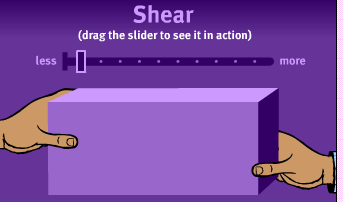 Shear
(drag the slider to see it in action)
less more